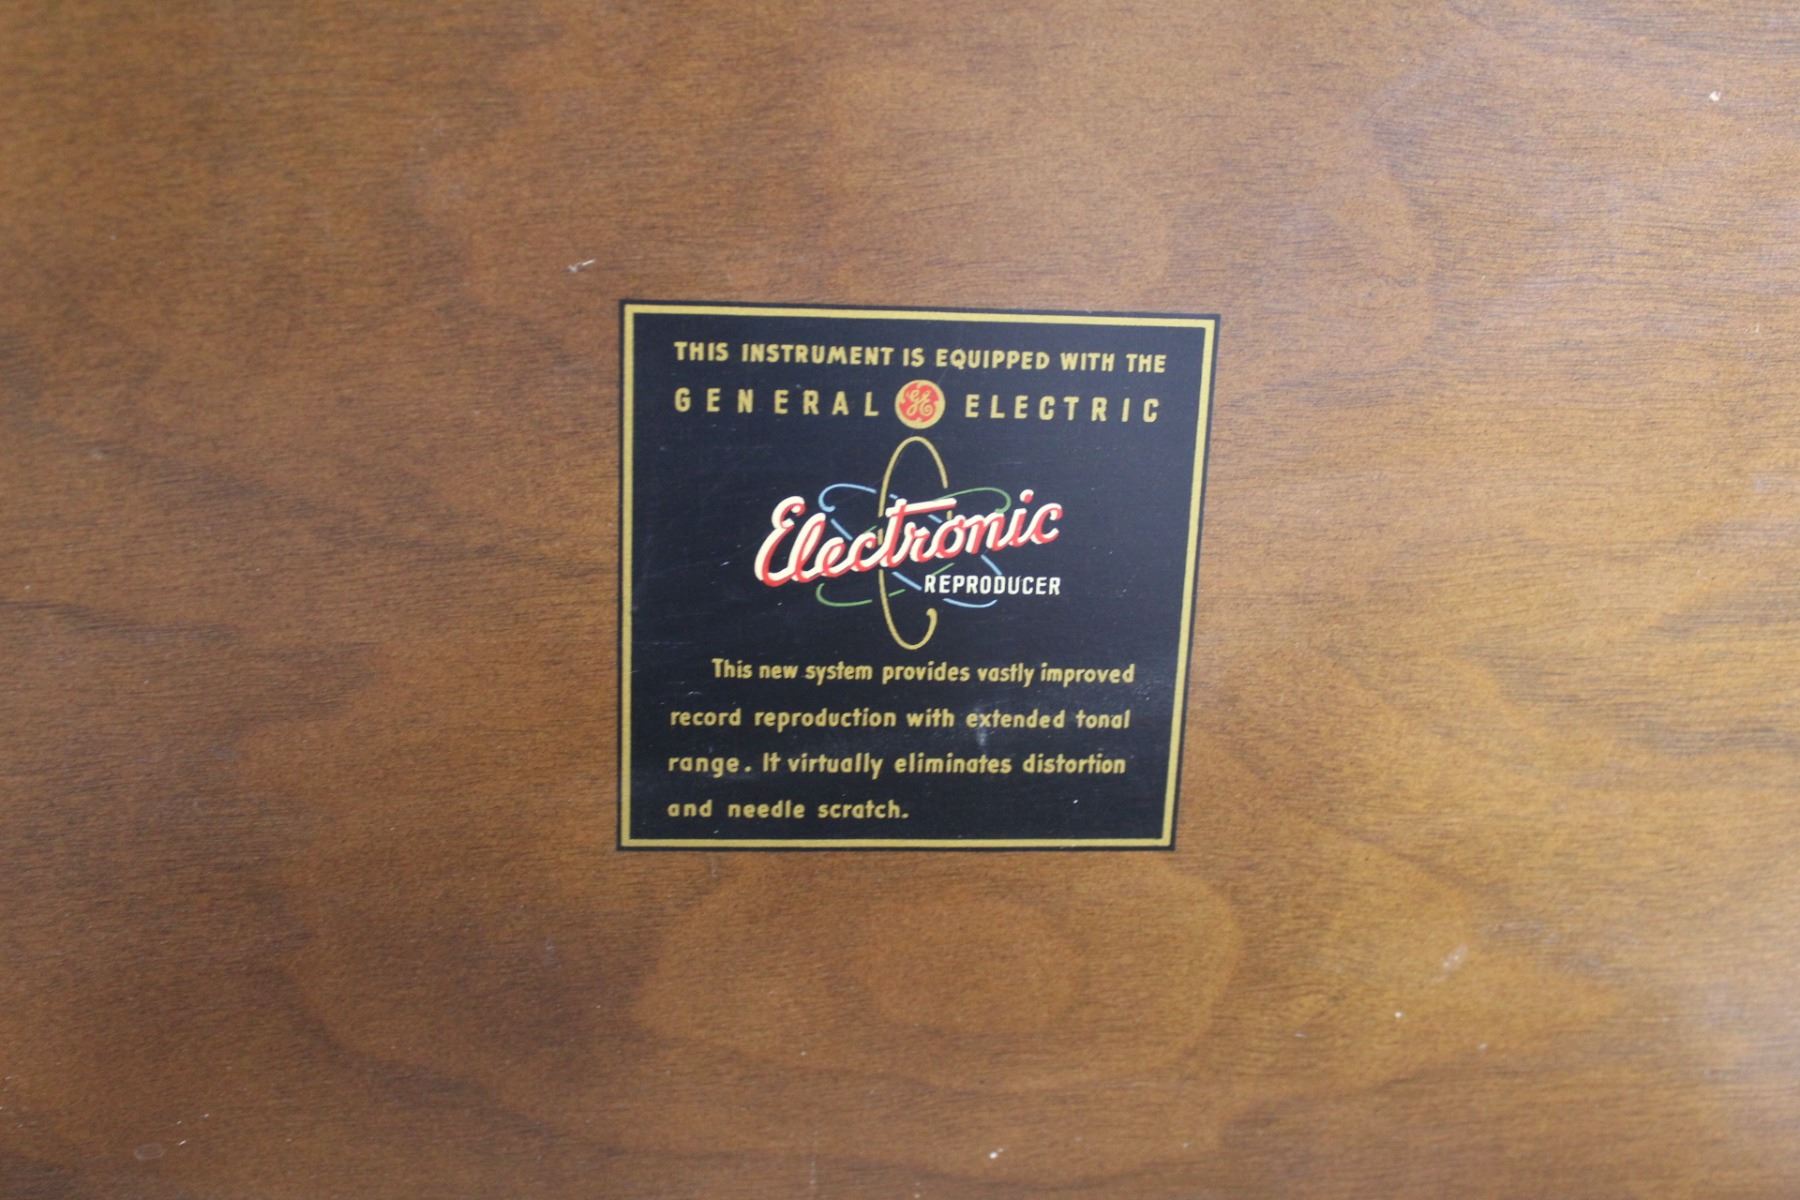 THIS INSTRUMENT IS EQUIPPED WITH THE
GENERAL GE ELECTRIC
Electronic
REPRODUCER
This new system provides vastly improved
record reproduction with extended tonal
range. It virtually eliminates distortion
and needle scratch.